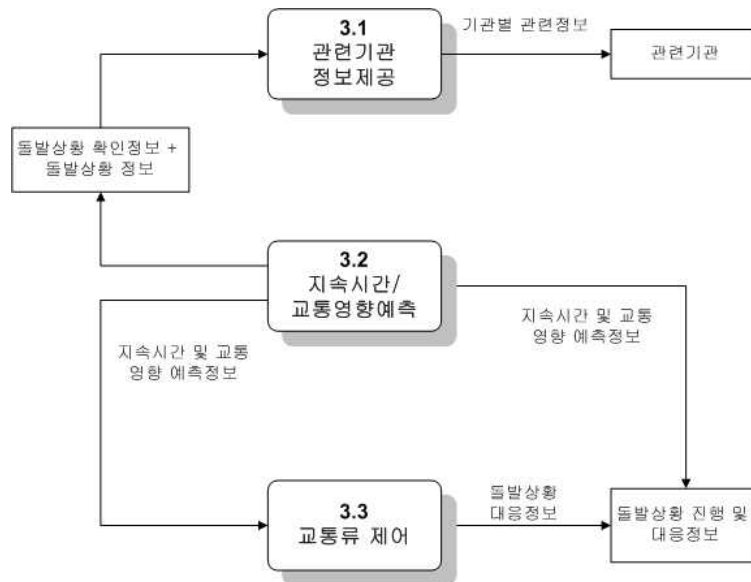 3.1
관련기관
정보제공
기관별 관련정보
관련기관
돌발상황 확인정보 +
돌발상황 정보
3.2
지속시간/
교통영향예측
지속시간 및 교통
영향 예측정보
지속시간 및 교통
영향 예측정보
3.3
교통류 제어
돌발상황
대응정보
돌발상황 진행 및
대응정보